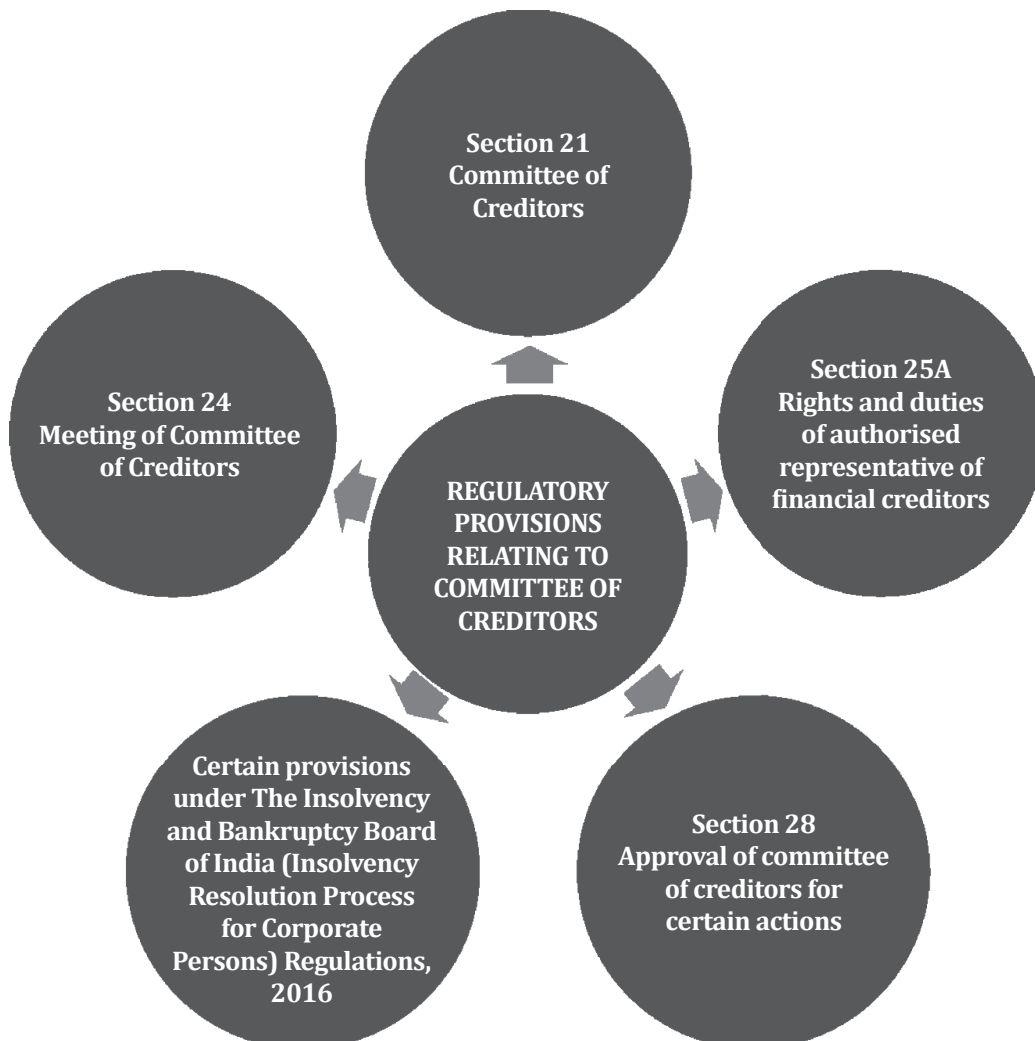 Section 21
Committee of
Creditors
Section 24
Meeting of Committee
of Creditors
Section 25A
Rights and duties
of authorised
representative of
financial creditors
REGULATORY
PROVISIONS
RELATING TO
COMMITTEE OF
CREDITORS
Certain provisions
under The Insolvency
and Bankruptcy Board
of India (Insolvency
Resolution Process
for Corporate
Persons) Regulations,
2016
Section 28
Approval of committee
of creditors for
certain actions